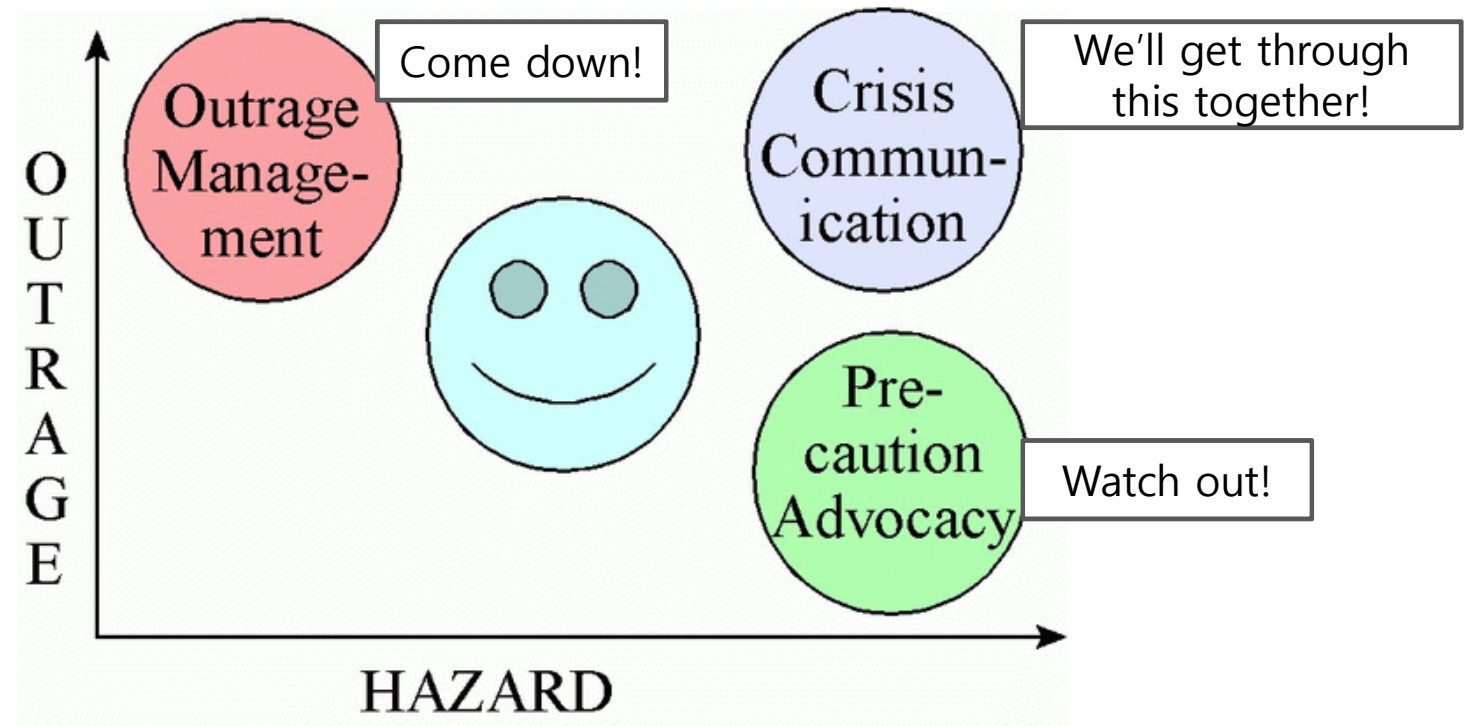 OUTRAGE
Outrage
Manage-
ment
Come down!
Crisis
Commun-
ication
We'll get through
this together!
Pre-
caution
Advocacy
Watch out!
HAZARD